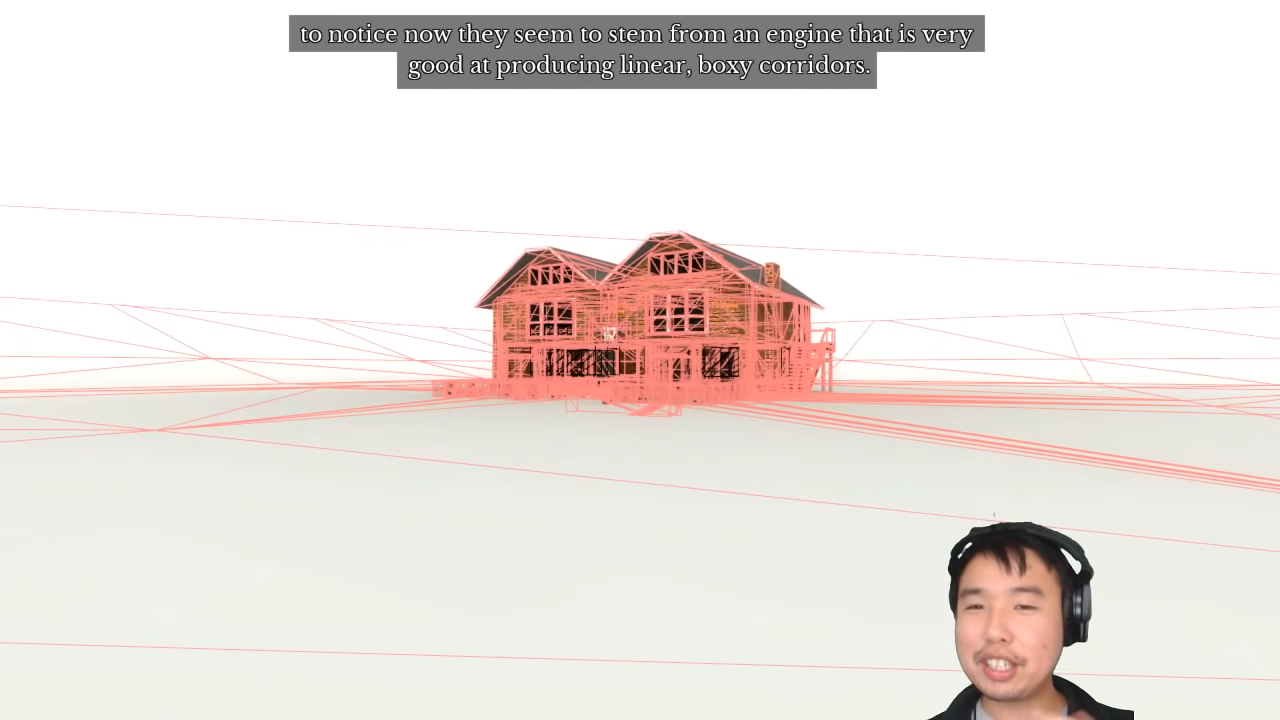 to notice now they seem to stem from an engine that is very
good at producing linear, boxy corridors.